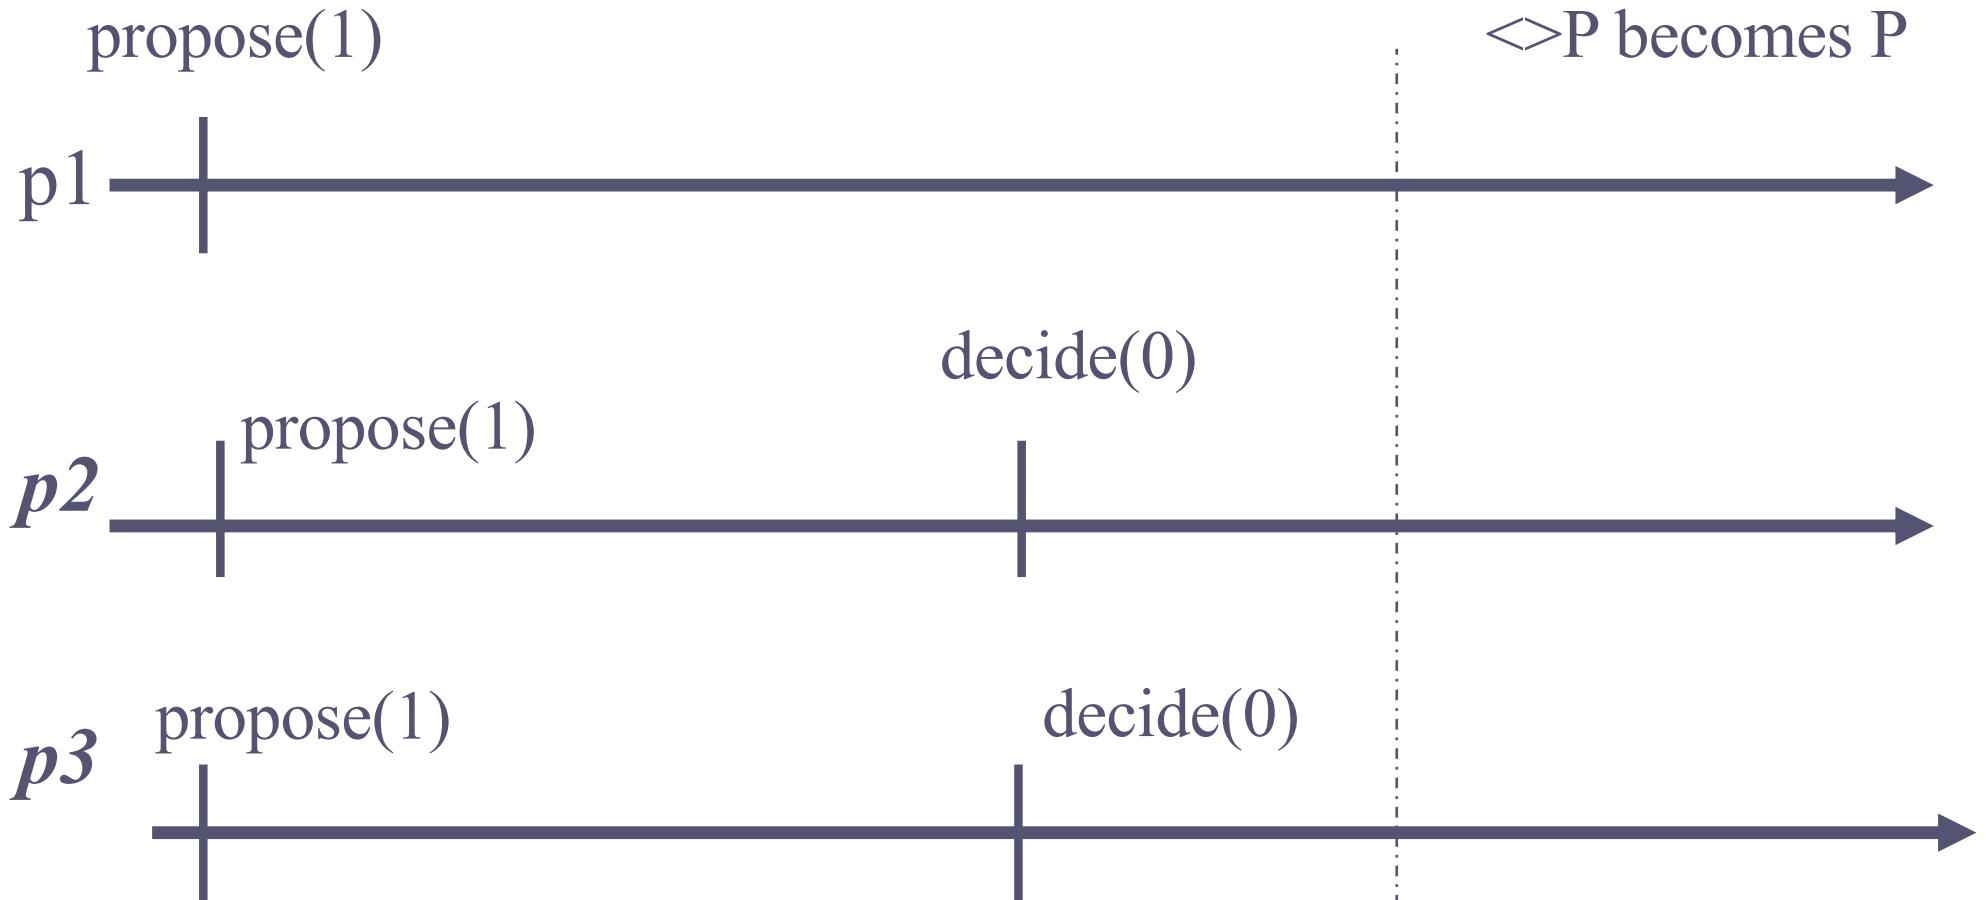 propose(1)
<>P becomes P
p1
decide(0)
propose(1)
p2
propose(1)
decide(0)
p3